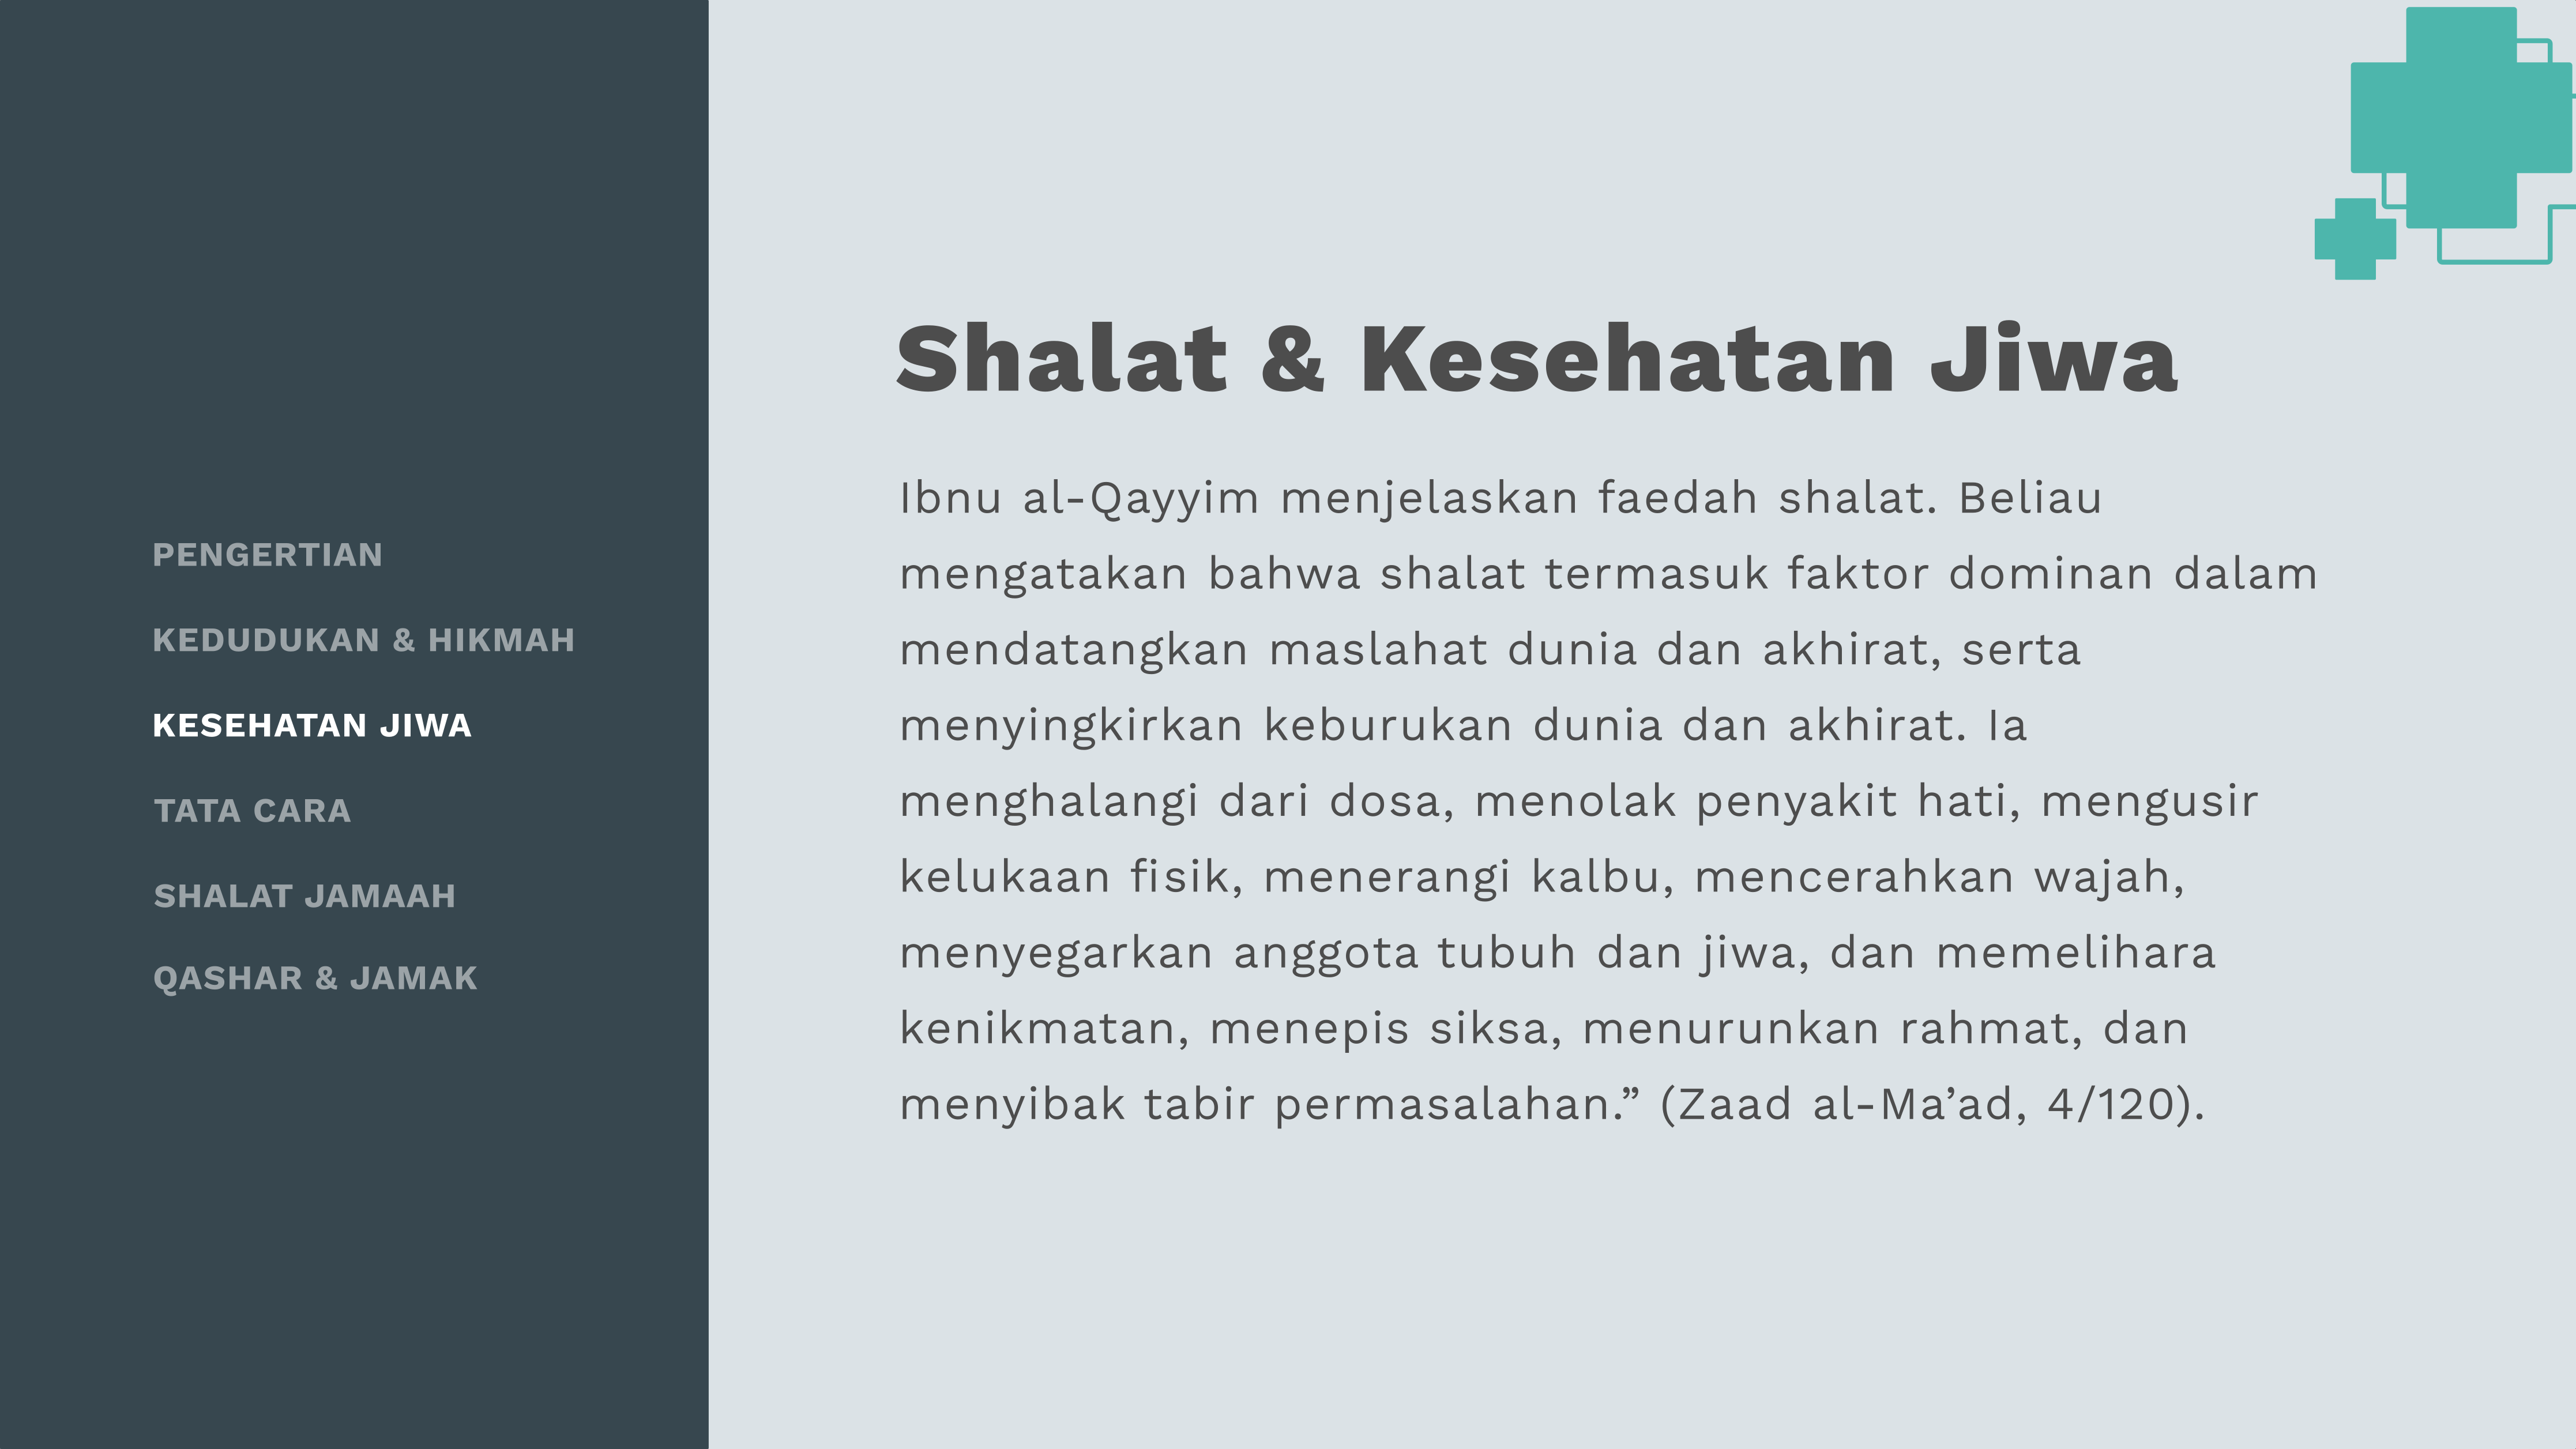 PENGERTIAN
KEDUDUKAN & HIKMAH
KESEHATAN JIWA
TATA CARA
SHALAT JAMAAH
QASHAR & JAMAK
Shalat & Kesehatan Jiwa
Ibnu al-Qayyim menjelaskan faedah shalat. Beliau
mengatakan bahwa shalat termasuk faktor dominan dalam
mendatangkan maslahat dunia dan akhirat, serta
menyingkirkan keburukan dunia dan akhirat. Ia
menghalangi dari dosa, menolak penyakit hati, mengusir
kelukaan fisik, menerangi kalbu, mencerahkan wajah,
menyegarkan anggota tubuh dan jiwa, dan memelihara
kenikmatan, menepis siksa, menurunkan rahmat, dan
menyibak tabir permasalahan.” (Zaad al-Ma’ad, 4/120).